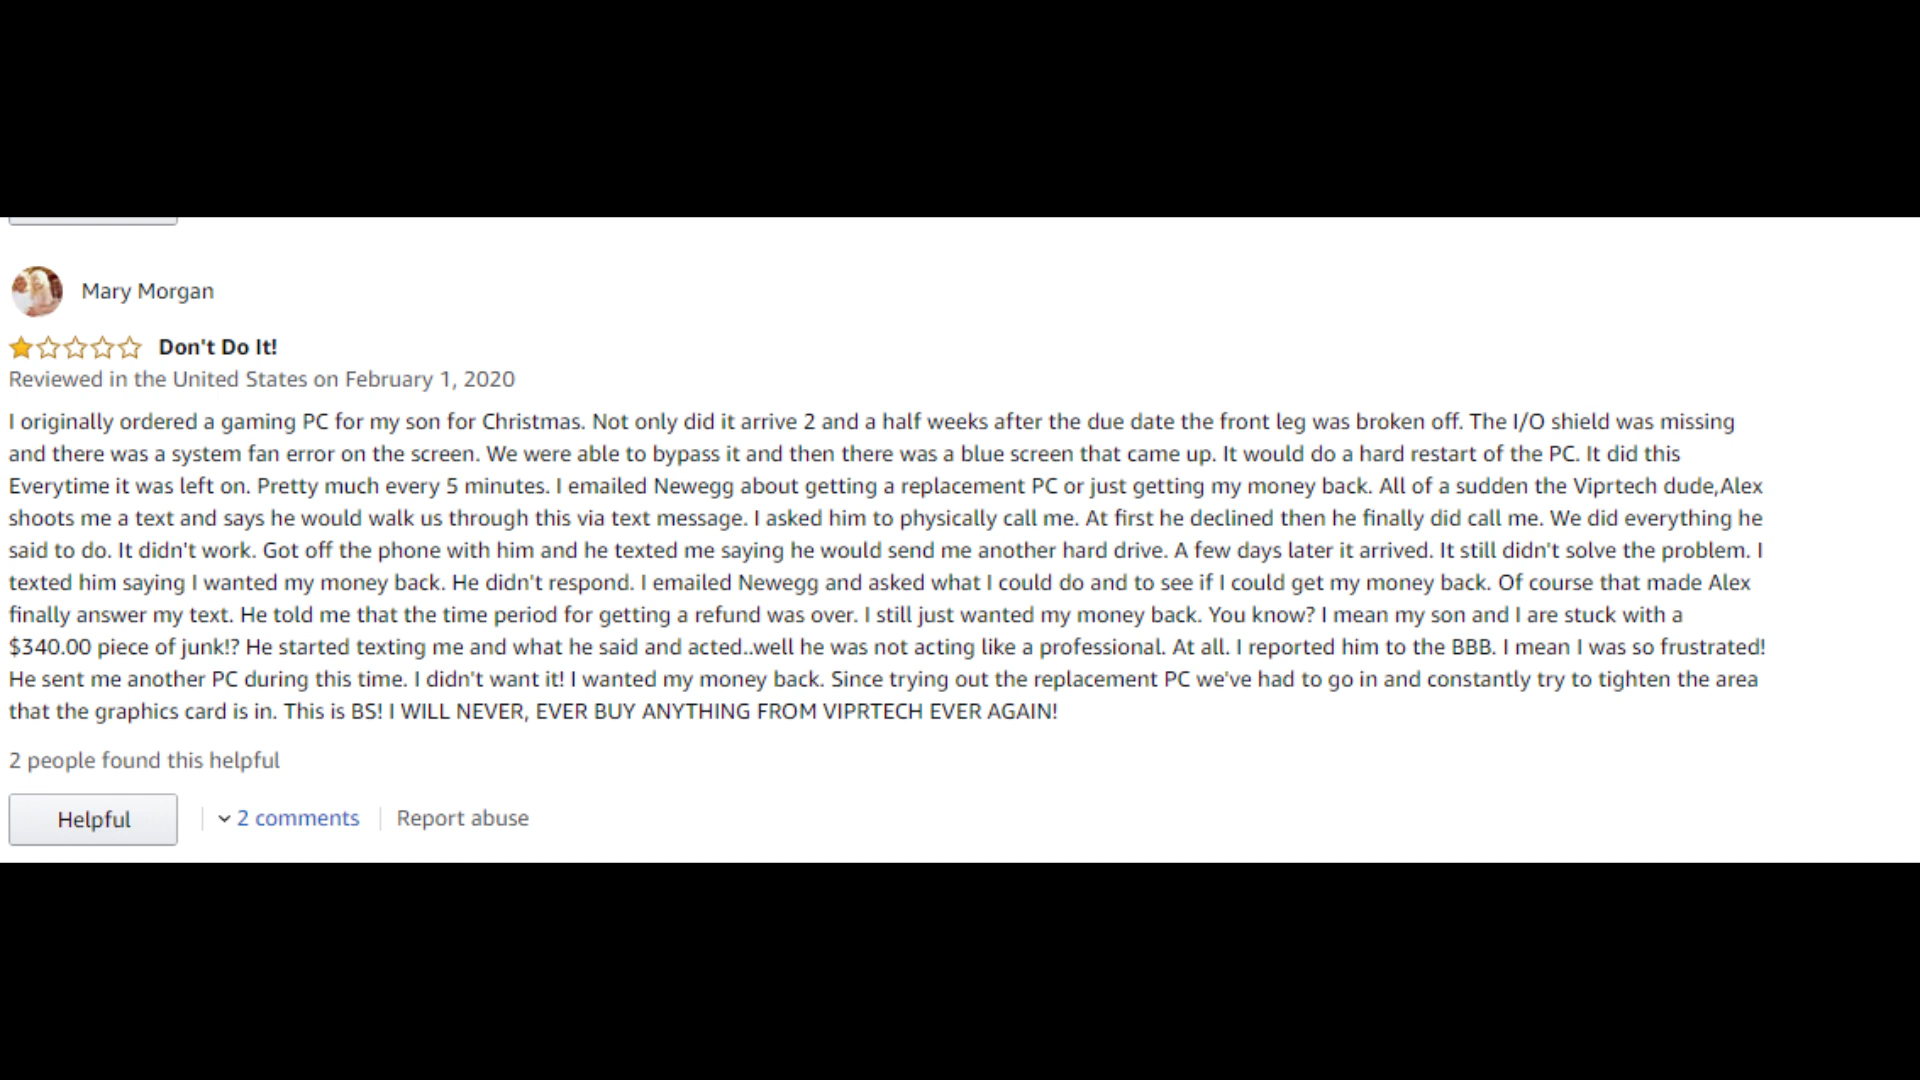 Mary Morgan
Don't Do It!
Reviewed in the United States on February 1, 2020
I originally ordered a gaming PC for my son for Christmas. Not only did it arrive 2 and a half weeks after the due date the front leg was broken off. The I/O shield was missing
and there was a system fan error on the screen. We were able to bypass it and then there was a blue screen that came up. It would do a hard restart of the PC. It did this
Everytime it was left on. Pretty much every 5 minutes. I emailed Newegg about getting a replacement PC or just getting my money back. All of a sudden the Viprtech dude,Alex
shoots me a text and says he would walk us through this via text message. I asked him to physically call me. At first he declined then he finally did call me. We did everything he
said to do. It didn't work. Got off the phone with him and he texted me saying he would send me another hard drive. A few days later it arrived. It still didn't solve the problem. I
texted him saying I wanted my money back. He didn't respond. I emailed Newegg and asked what I could do and to see if I could get my money back. Of course that made Alex
finally answer my text. He told me that the time period for getting a refund was over. I still just wanted my money back. You know? I mean my son and I are stuck with a
$340.00 piece of junk!? He started texting me and what he said and acted..well he was not acting like a professional. At all. I reported him to the BBB. I mean I was so frustrated!
He sent me another PC during this time. I didn't want it! I wanted my money back. Since trying out the replacement PC we've had to go in and constantly try to tighten the area
that the graphics card is in. This is BS! I WILL NEVER, EVER BUY ANYTHING FROM VIPRTECH EVER AGAIN!
2 people found this helpful
Helpful 2 comments Report abuse